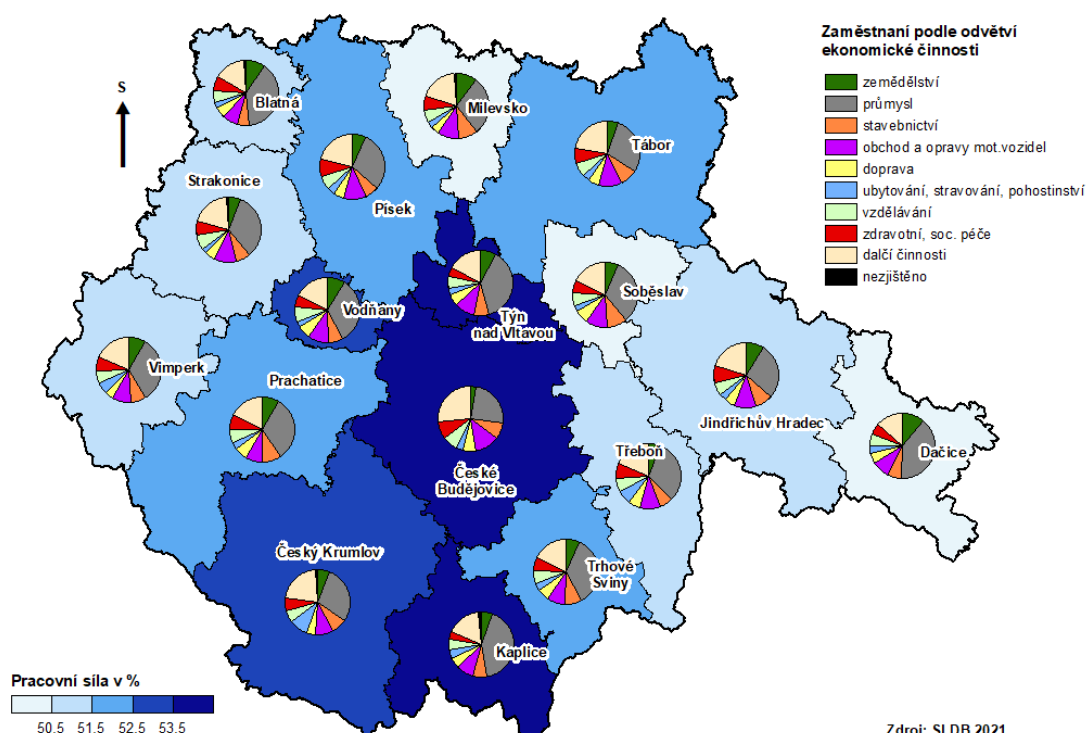 Zaměstnaní podle odvětví
ekonomické činnosti
zemědělství
průmysl
stavebnictví
obchod a opravy mot.vozidel
doprava
ubytování, stravování, pohostinství
vzdělávání
zdravotní, soc. péče
dalčí činnosti
nezjištěno
S
Blatná
Milevsko
Tábor
Strakonice
Písek
Soběslav
Vodňany
Týn
nad Vltavou
Vimperk
Prachatice
Jindřichův Hradec
Dačice
Třeboň
České
Budějovice
Český Krumlov
Trhové
Sviny
Kaplice
Pracovní síla v %
50.5 51.5 52.5 53.5
Zdroj: SLDB 2021